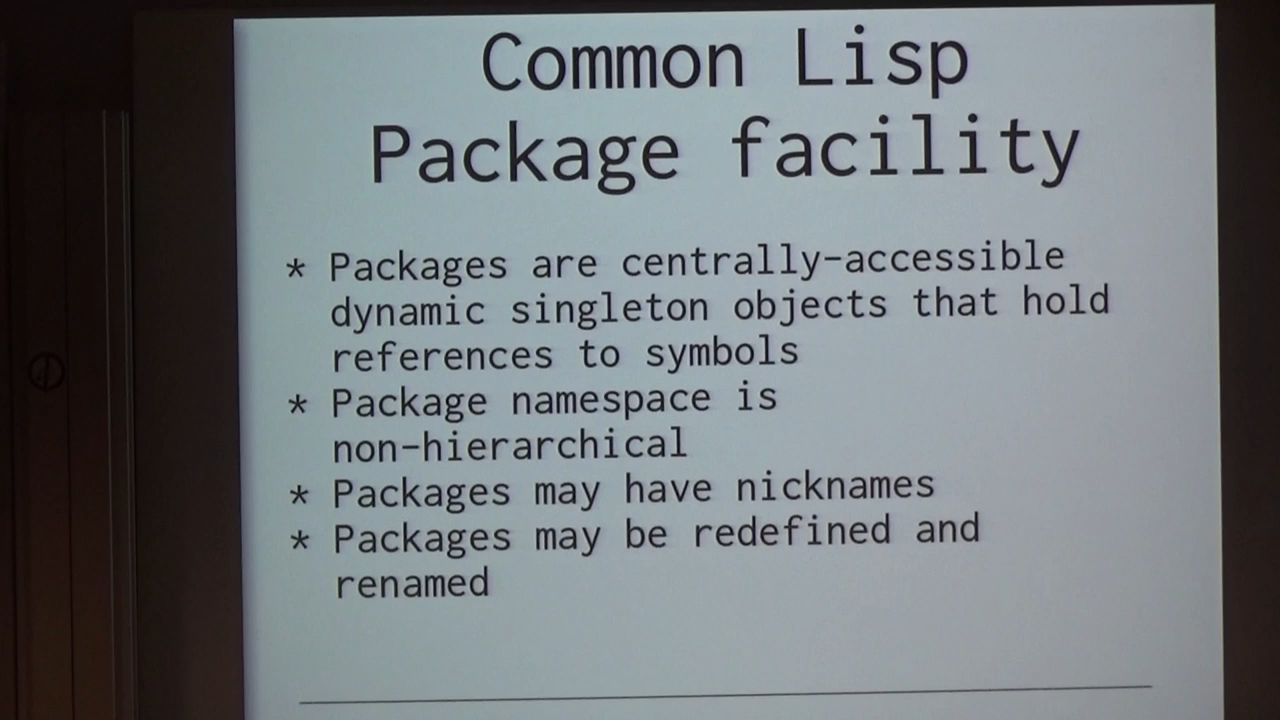 Common Lisp
Package facility
* Packages are centrally-accessible
dynamic singleton objects that hold
references to symbols
* Package namespace is
non-hierarchical
* Packages may have nicknames
* Packages may be redefined and
renamed